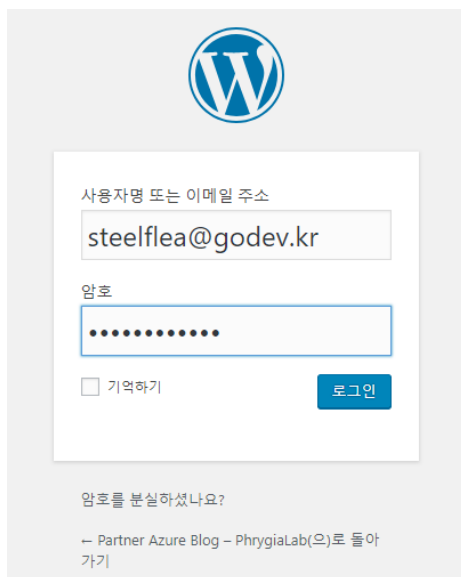 사용자명 또는 이메일 주소
steelflea@godev.kr
암호
••••••••••••
기억하기
로그인
암호를 분실하셨나요?
← Partner Azure Blog – PhrygiaLab(으)로 돌아
가기